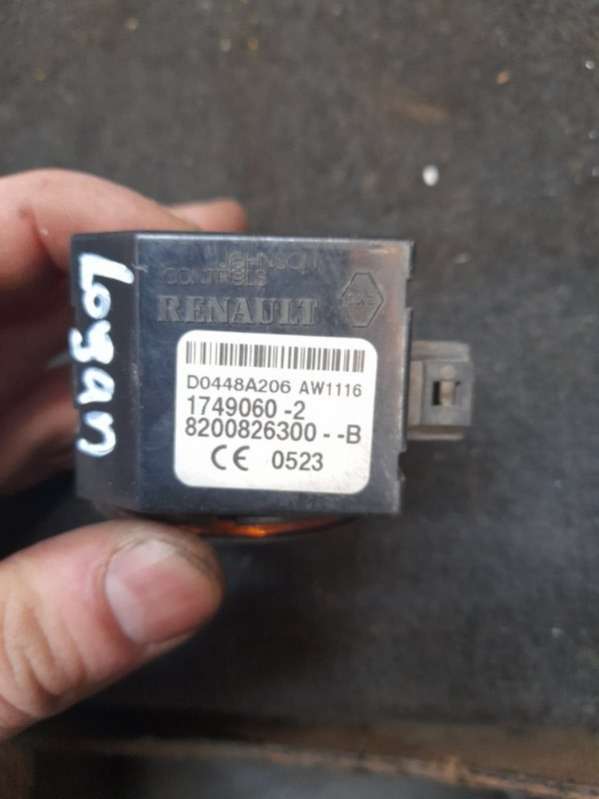 Logan
JOHNSON
CONTROLS
RENAULT
D0448A206 AW1116
1749060-2
8200826300--B
CE 0523